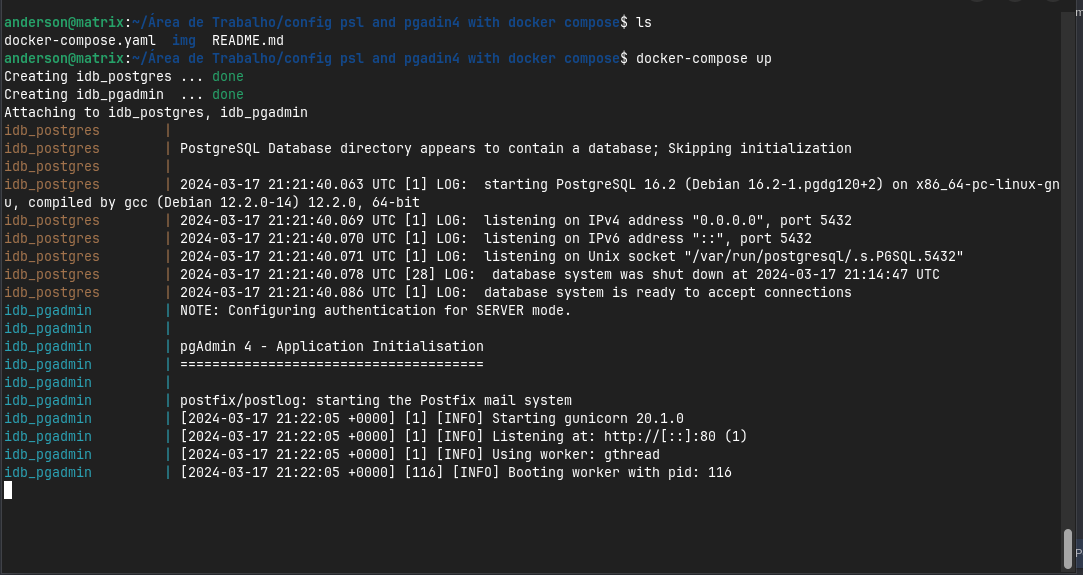 anderson@matrix:~/Área de Trabalho/config psl and pgadin4 with docker compose$ ls
docker-compose.yaml  img  README.md
anderson@matrix:~/Área de Trabalho/config psl and pgadin4 with docker compose$ docker-compose up
Creating idb_postgres ... done
Creating idb_pgadmin  ... done
Attaching to idb_postgres, idb_pgadmin
idb_postgres        |
idb_postgres        | PostgreSQL Database directory appears to contain a database; Skipping initialization
idb_postgres        |
idb_postgres        | 2024-03-17 21:21:40.063 UTC [1] LOG:  starting PostgreSQL 16.2 (Debian 16.2-1.pgdg120+2) on x86_64-pc-linux-gn
u, compiled by gcc (Debian 12.2.0-14) 12.2.0, 64-bit
idb_postgres        | 2024-03-17 21:21:40.069 UTC [1] LOG:  listening on IPv4 address "0.0.0.0", port 5432
idb_postgres        | 2024-03-17 21:21:40.070 UTC [1] LOG:  listening on IPv6 address "::", port 5432
idb_postgres        | 2024-03-17 21:21:40.071 UTC [1] LOG:  listening on Unix socket "/var/run/postgresql/.s.PGSQL.5432"
idb_postgres        | 2024-03-17 21:21:40.078 UTC [28] LOG:  database system was shut down at 2024-03-17 21:14:47 UTC
idb_postgres        | 2024-03-17 21:21:40.086 UTC [1] LOG:  database system is ready to accept connections
idb_pgadmin         | NOTE: Configuring authentication for SERVER mode.
idb_pgadmin         |
idb_pgadmin         | pgAdmin 4 - Application Initialisation
idb_pgadmin         | ======================================
idb_pgadmin         |
idb_pgadmin         | postfix/postlog: starting the Postfix mail system
idb_pgadmin         | [2024-03-17 21:22:05 +0000] [1] [INFO] Starting gunicorn 20.1.0
idb_pgadmin         | [2024-03-17 21:22:05 +0000] [1] [INFO] Listening at: http://[::]:80 (1)
idb_pgadmin         | [2024-03-17 21:22:05 +0000] [1] [INFO] Using worker: gthread
idb_pgadmin         | [2024-03-17 21:22:05 +0000] [116] [INFO] Booting worker with pid: 116